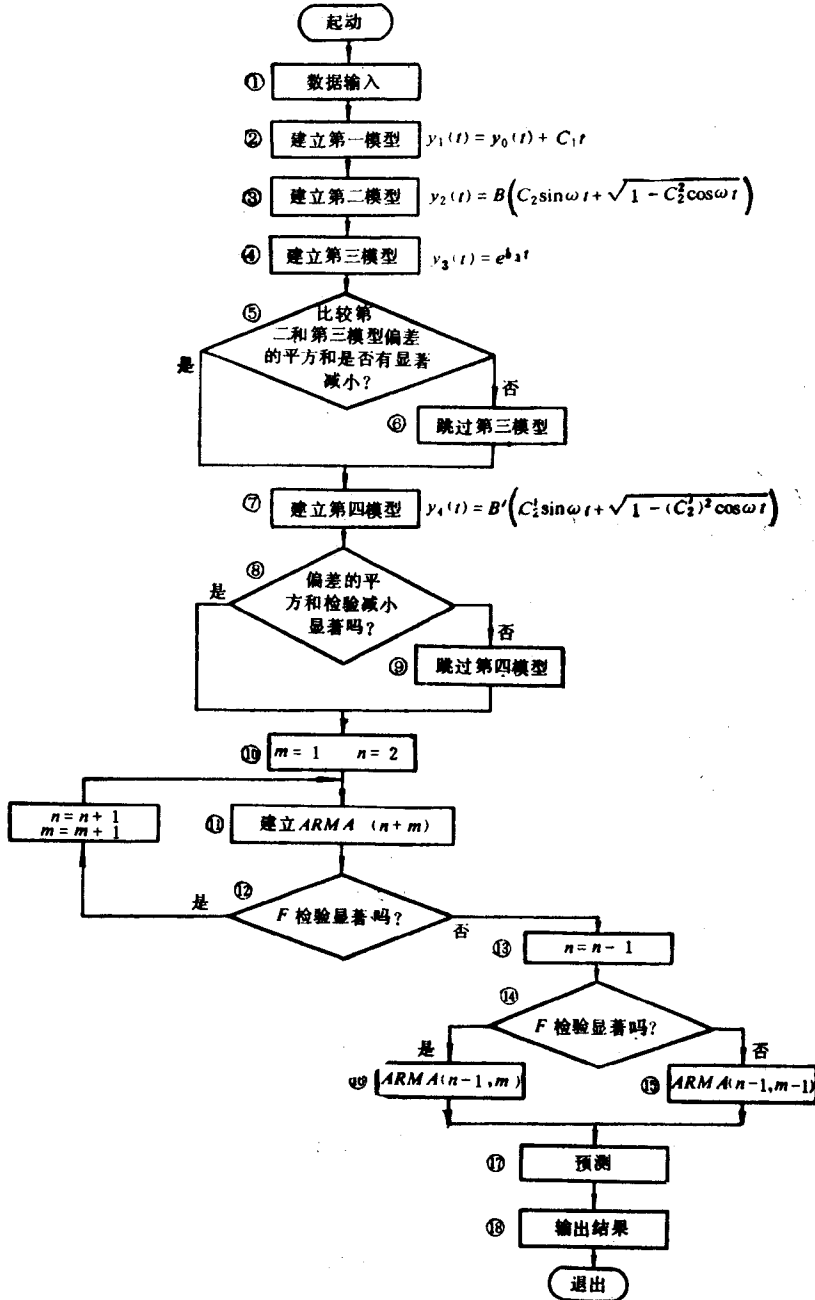 起动
① 数据输入
② 建立第一模型 y₁(t) = y₀(t) + C₁t
③ 建立第二模型 y₂(t) = B(C₂sinωt + √1 - C₂²cosωt)
④ 建立第三模型 y₃(t) = e
⑤ 比较第
二和第三模型偏差
的平方和是否有显著
减小?
是
否
⑥ 跳过第三模型
⑦ 建立第四模型 y₄(t) = B′(C₂′sinωt + √1 - (C₂′)²cosωt)
⑧ 偏差的平
方和检验减小
显著吗?
是
否
⑨ 跳过第四模型
⑩ m = 1 n = 2
n = n + 1
m = m + 1
⑪ 建立ARMA (n + m)
⑫ F 检验显著吗?
是
否
⑬ n = n - 1
⑭ F 检验显著吗?
是
否
⑯ ARMA(n-1,m)
⑮ ARMA(n-1,m-1)
⑰ 预测
⑱ 输出结果
退出